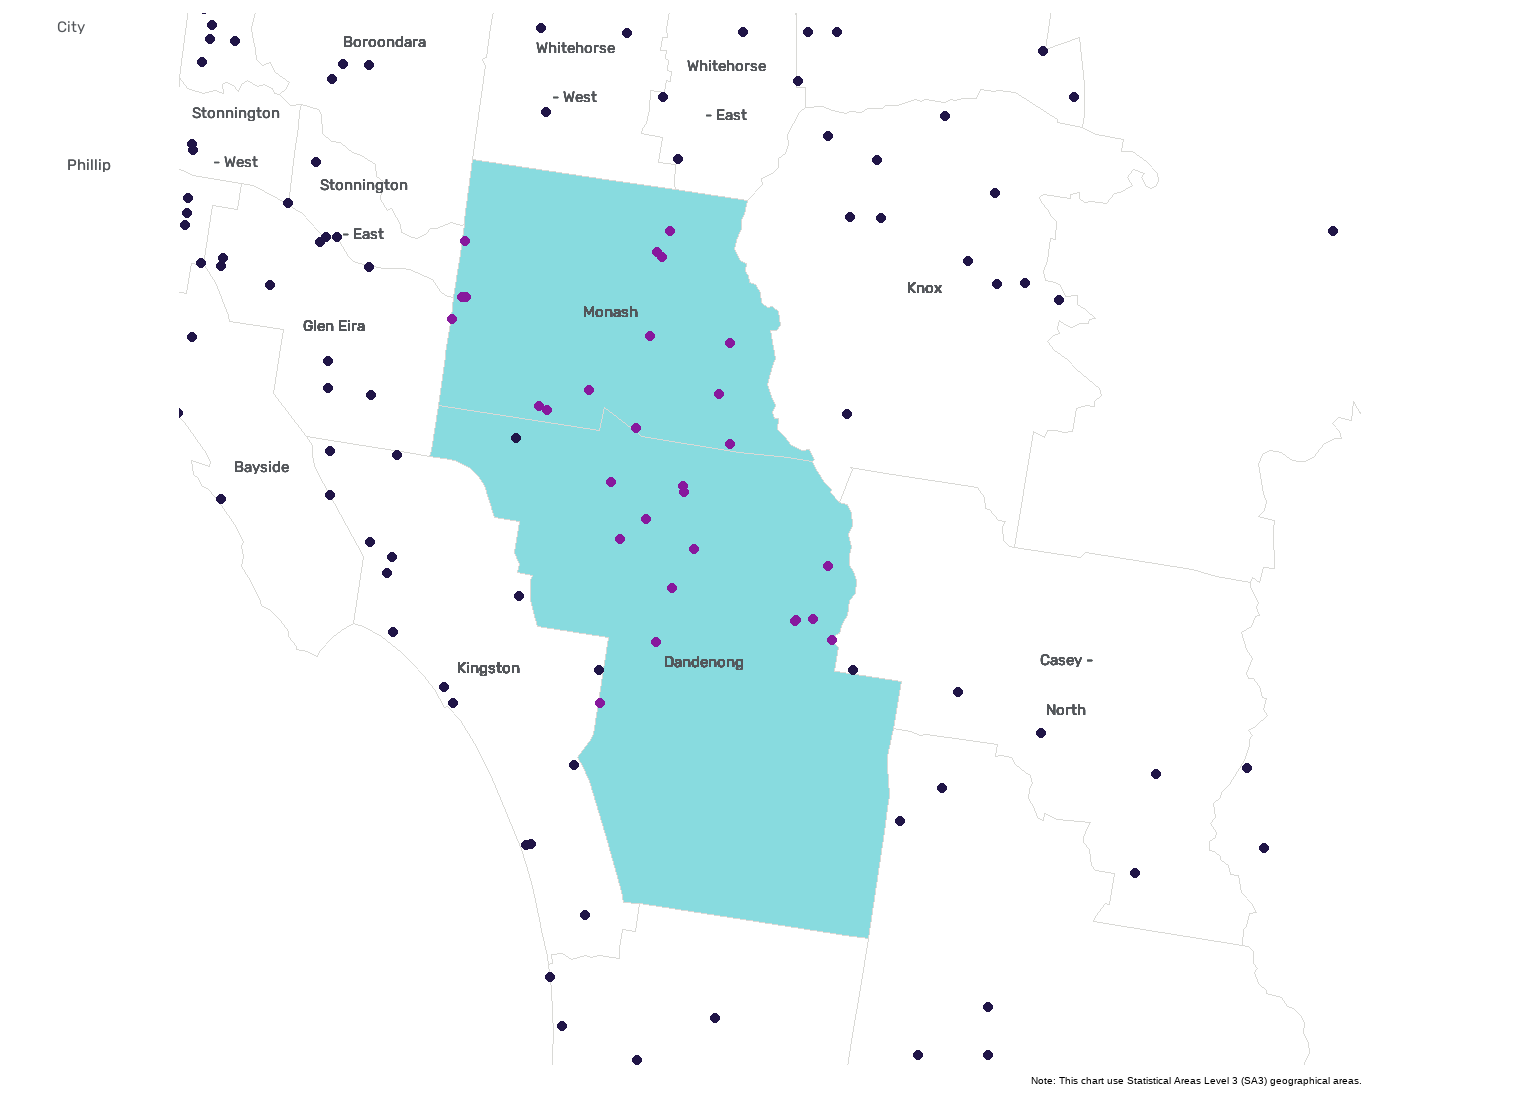 City
Boroondara
Whitehorse
- West
Whitehorse
- East
Stonnington
- West
Phillip
Stonnington
- East
Knox
Monash
Glen Eira
Bayside
Kingston
Dandenong
Casey -
North
Note: This chart use Statistical Areas Level 3 (SA3) geographical areas.